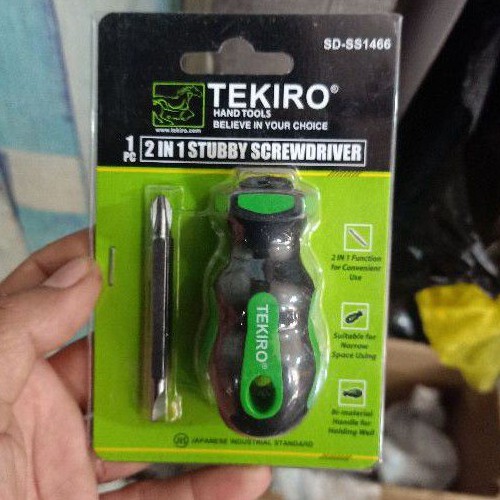 SD-SS1466
TEKIRO®
HAND TOOLS
BELIEVE IN YOUR CHOICE
www.tekiro.com
1 PC
2 IN 1 STUBBY SCREWDRIVER
2 IN 1 Function
for Convenient
Use
TEKIRO®
Suitable for
Narrow
Space Using
Bi-material
Handle for
Holding Well
JIS JAPANESE INDUSTRIAL STANDARD